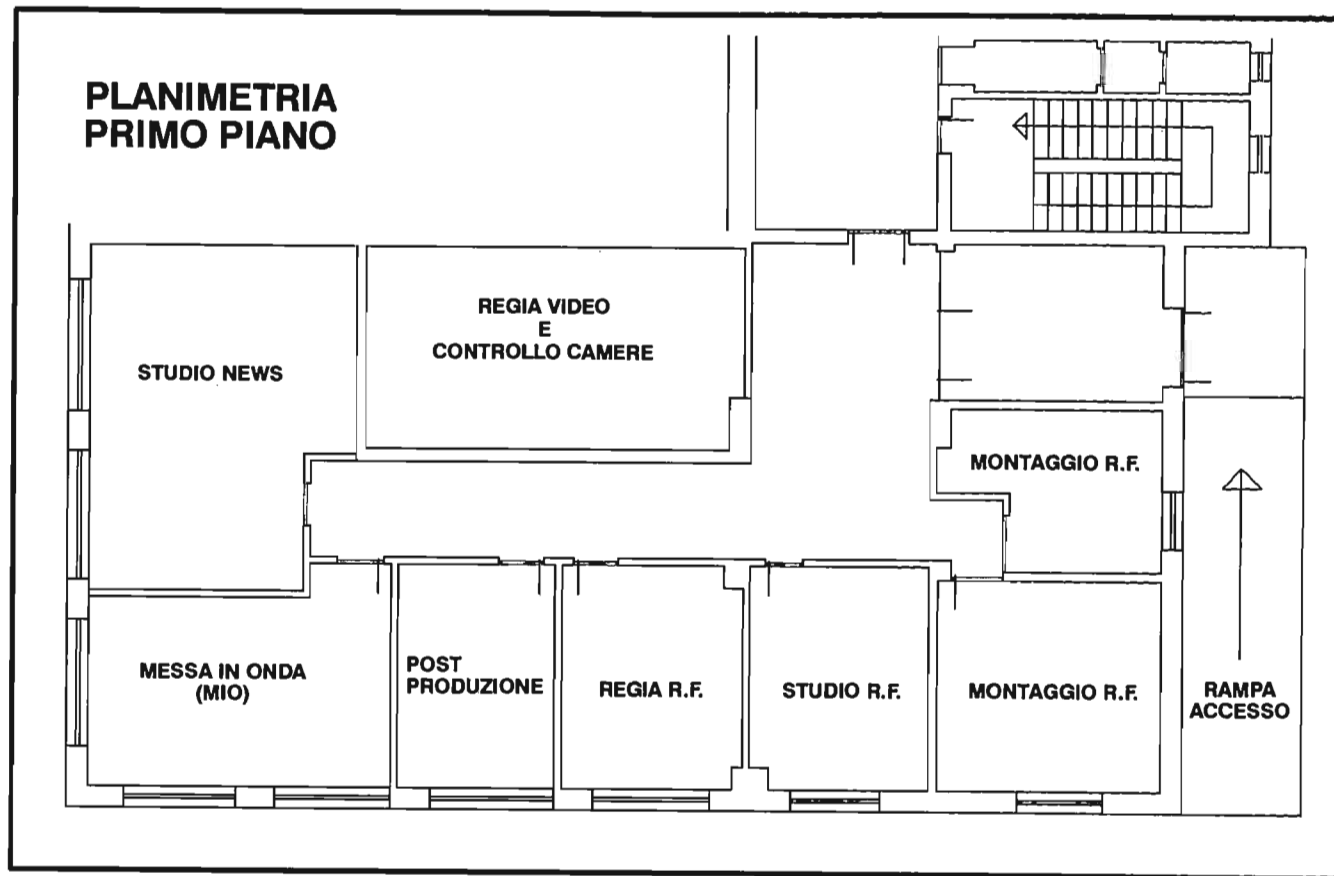 PLANIMETRIA
PRIMO PIANO
REGIA VIDEO
E
CONTROLLO CAMERE
STUDIO NEWS
MONTAGGIO R.F.
MESSA IN ONDA
(MIO)
POST
PRODUZIONE
REGIA R.F.
STUDIO R.F.
MONTAGGIO R.F.
RAMPA
ACCESSO